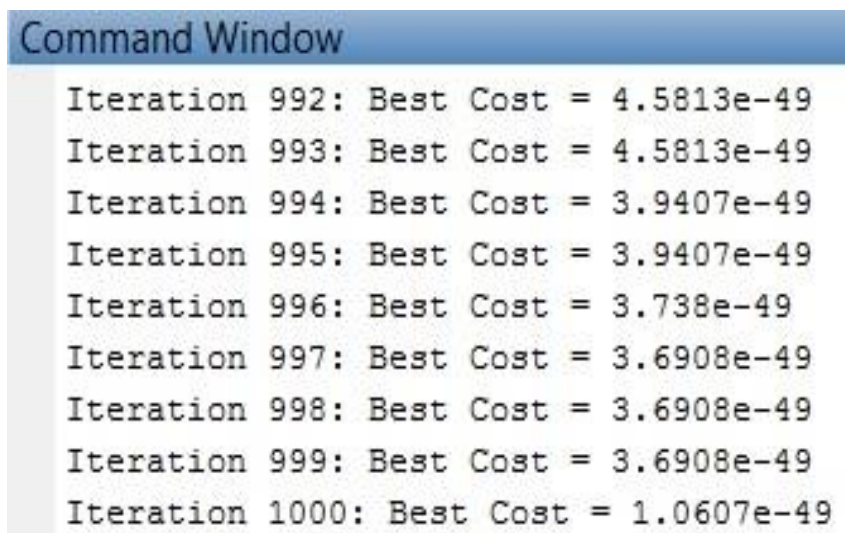 Command Window
Iteration 992: Best Cost = 4.5813e-49
Iteration 993: Best Cost = 4.5813e-49
Iteration 994: Best Cost = 3.9407e-49
Iteration 995: Best Cost = 3.9407e-49
Iteration 996: Best Cost = 3.738e-49
Iteration 997: Best Cost = 3.6908e-49
Iteration 998: Best Cost = 3.6908e-49
Iteration 999: Best Cost = 3.6908e-49
Iteration 1000: Best Cost = 1.0607e-49